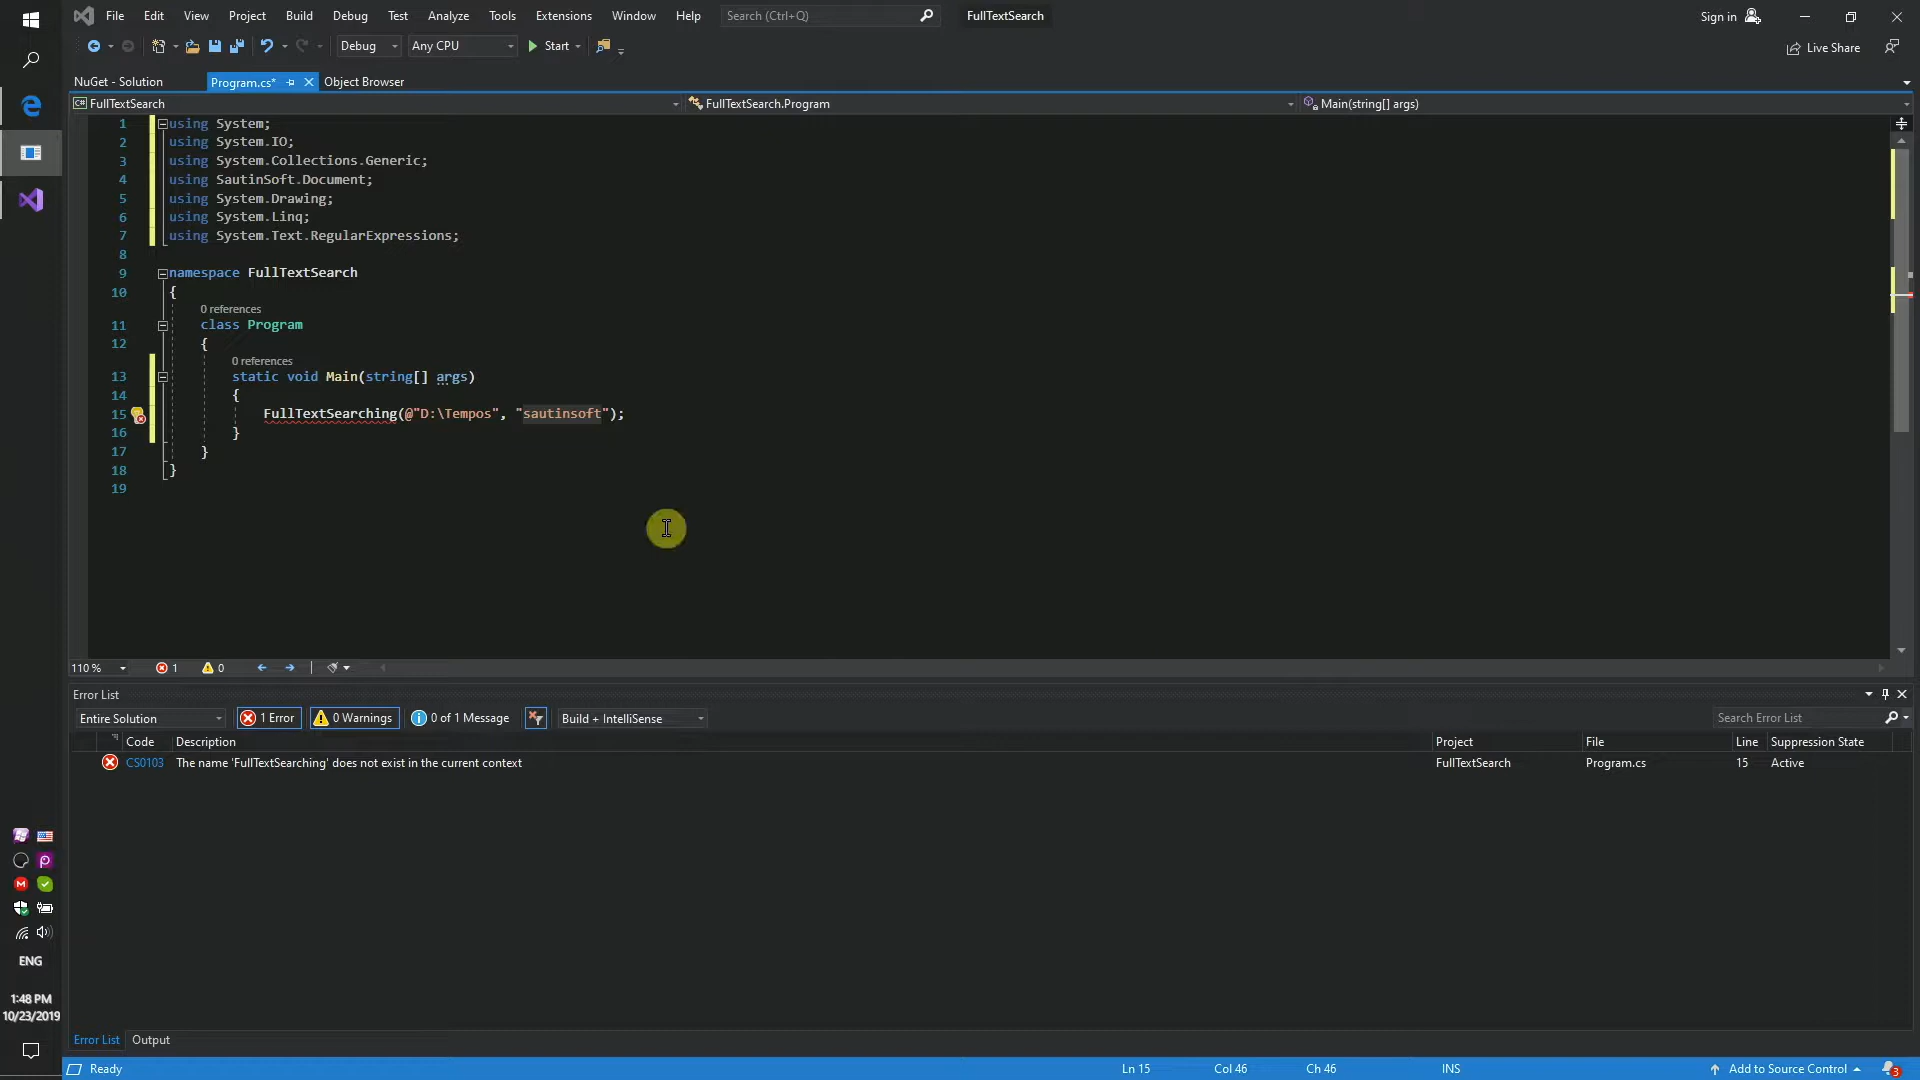 File Edit View Project Build Debug Test Analyze Tools Extensions Window Help Search (Ctrl+Q) FullTextSearch Sign in
Debug Any CPU Start Live Share
NuGet - Solution Program.cs* Object Browser
C# FullTextSearch FullTextSearch.Program Main(string[] args)
1 using System;
2 using System.IO;
3 using System.Collections.Generic;
4 using SautinSoft.Document;
5 using System.Drawing;
6 using System.Linq;
7 using System.Text.RegularExpressions;
8
9 namespace FullTextSearch
10 {
0 references
11 class Program
12 {
0 references
13 static void Main(string[] args)
14 {
15 FullTextSearching(@"D:\Tempos", "sautinsoft");
16 }
17 }
18 }
19
110 % 1 0
Error List
Entire Solution 1 Error 0 Warnings 0 of 1 Message Build + IntelliSense Search Error List
Code Description Project File Line Suppression State
CS0103 The name 'FullTextSearching' does not exist in the current context FullTextSearch Program.cs 15 Active
ENG
1:48 PM
10/23/2019
Error List Output
Ready Ln 15 Col 46 Ch 46 INS Add to Source Control 3